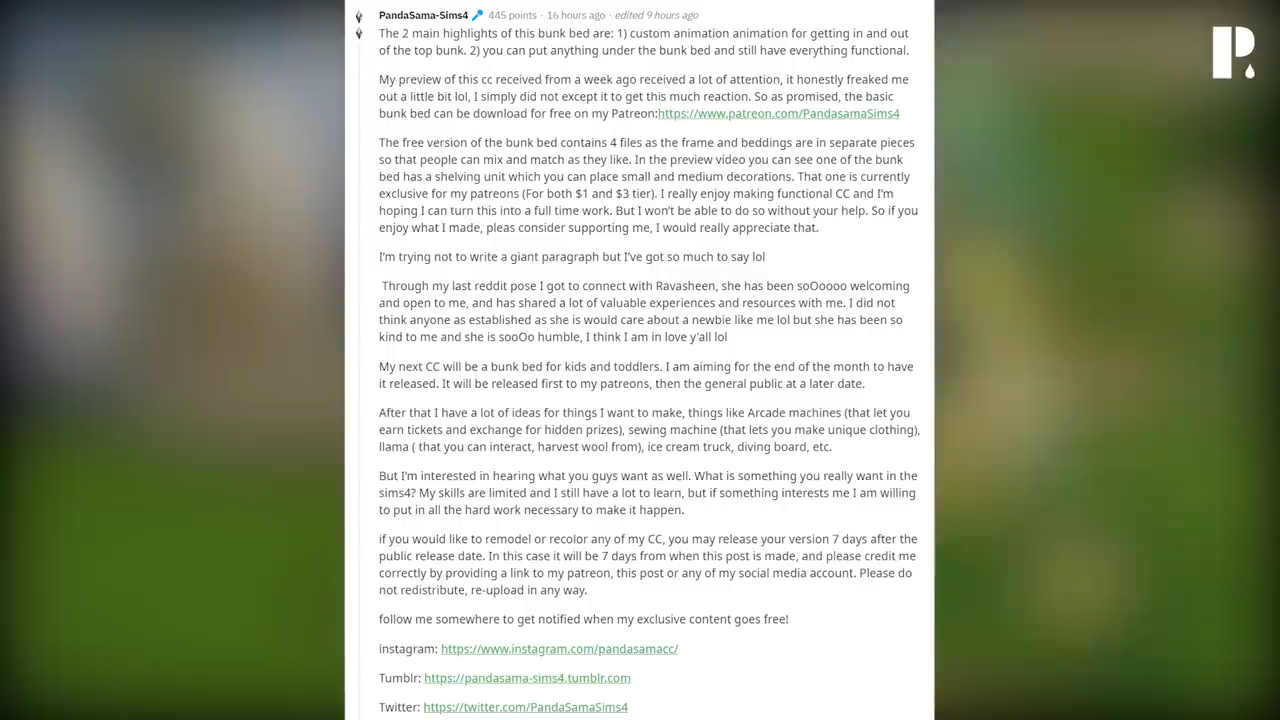 PandaSama-Sims4 445 points · 16 hours ago · edited 9 hours ago
The 2 main highlights of this bunk bed are: 1) custom animation animation for getting in and out
of the top bunk. 2) you can put anything under the bunk bed and still have everything functional.
My preview of this cc received from a week ago received a lot of attention, it honestly freaked me
out a little bit lol, I simply did not except it to get this much reaction. So as promised, the basic
bunk bed can be download for free on my Patreon:https://www.patreon.com/PandasamaSims4
The free version of the bunk bed contains 4 files as the frame and beddings are in separate pieces
so that people can mix and match as they like. In the preview video you can see one of the bunk
bed has a shelving unit which you can place small and medium decorations. That one is currently
exclusive for my patreons (For both $1 and $3 tier). I really enjoy making functional CC and I'm
hoping I can turn this into a full time work. But I won't be able to do so without your help. So if you
enjoy what I made, pleas consider supporting me, I would really appreciate that.
I'm trying not to write a giant paragraph but I've got so much to say lol
Through my last reddit pose I got to connect with Ravasheen, she has been soOoooo welcoming
and open to me, and has shared a lot of valuable experiences and resources with me. I did not
think anyone as established as she is would care about a newbie like me lol but she has been so
kind to me and she is sooOo humble, I think I am in love y'all lol
My next CC will be a bunk bed for kids and toddlers. I am aiming for the end of the month to have
it released. It will be released first to my patreons, then the general public at a later date.
After that I have a lot of ideas for things I want to make, things like Arcade machines (that let you
earn tickets and exchange for hidden prizes), sewing machine (that lets you make unique clothing),
llama ( that you can interact, harvest wool from), ice cream truck, diving board, etc.
But I'm interested in hearing what you guys want as well. What is something you really want in the
sims4? My skills are limited and I still have a lot to learn, but if something interests me I am willing
to put in all the hard work necessary to make it happen.
if you would like to remodel or recolor any of my CC, you may release your version 7 days after the
public release date. In this case it will be 7 days from when this post is made, and please credit me
correctly by providing a link to my patreon, this post or any of my social media account. Please do
not redistribute, re-upload in any way.
follow me somewhere to get notified when my exclusive content goes free!
instagram: https://www.instagram.com/pandasamacc/
Tumblr: https://pandasama-sims4.tumblr.com
Twitter: https://twitter.com/PandaSamaSims4